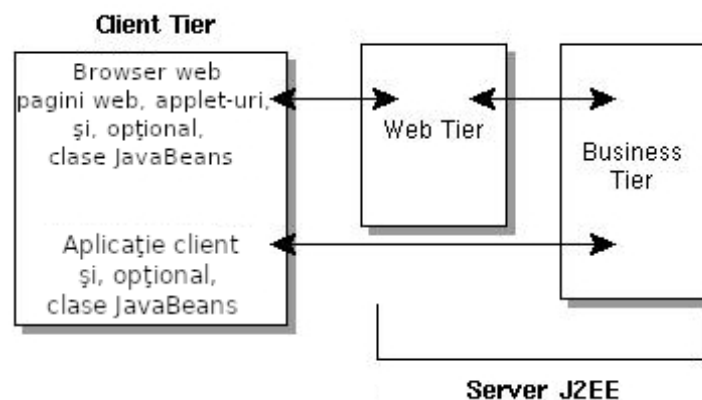 Client Tier
Browser web
pagini web, applet-uri,
şi, opţional,
clase JavaBeans
Aplicaţie client
şi, opţional,
clase JavaBeans
Web Tier
Business
Tier
Server J2EE